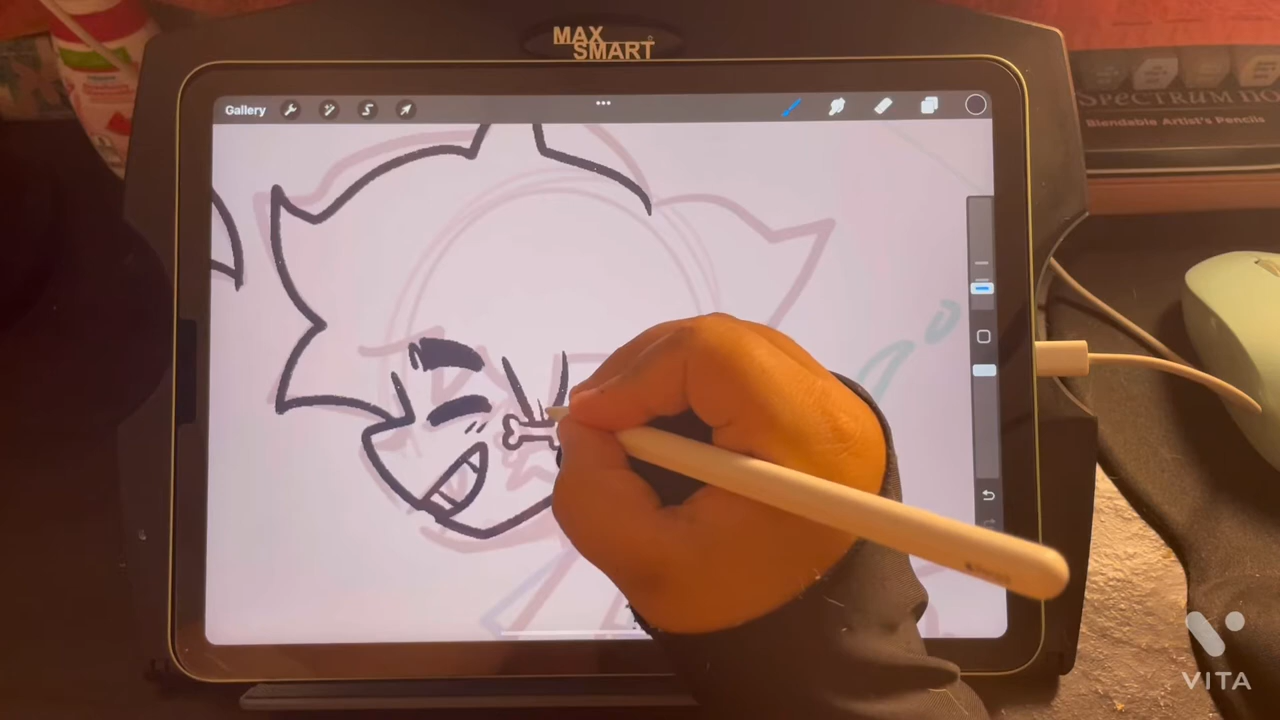 MAX
SMART
Gallery
SPECTRUM NO
Blendable Artist's Pencils
VITA